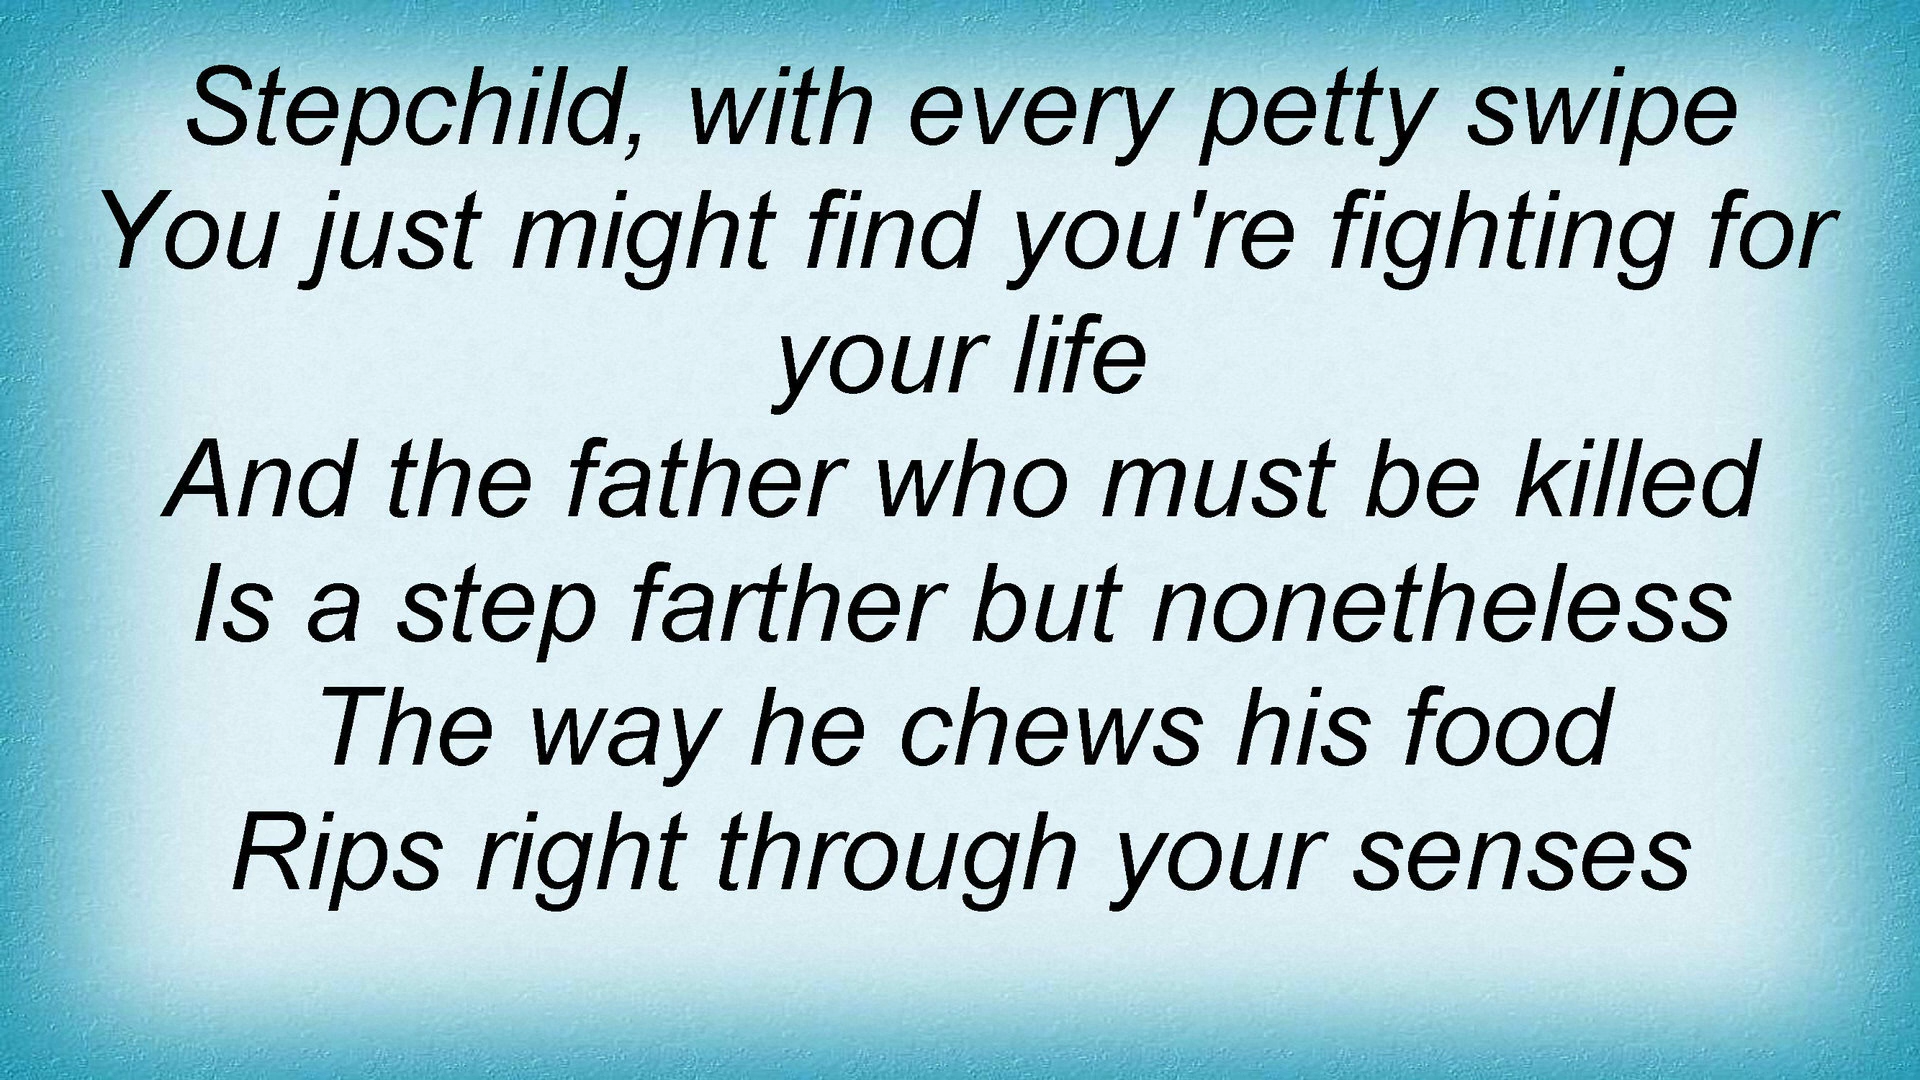 Stepchild, with every petty swipe
You just might find you're fighting for
your life
And the father who must be killed
Is a step farther but nonetheless
The way he chews his food
Rips right through your senses